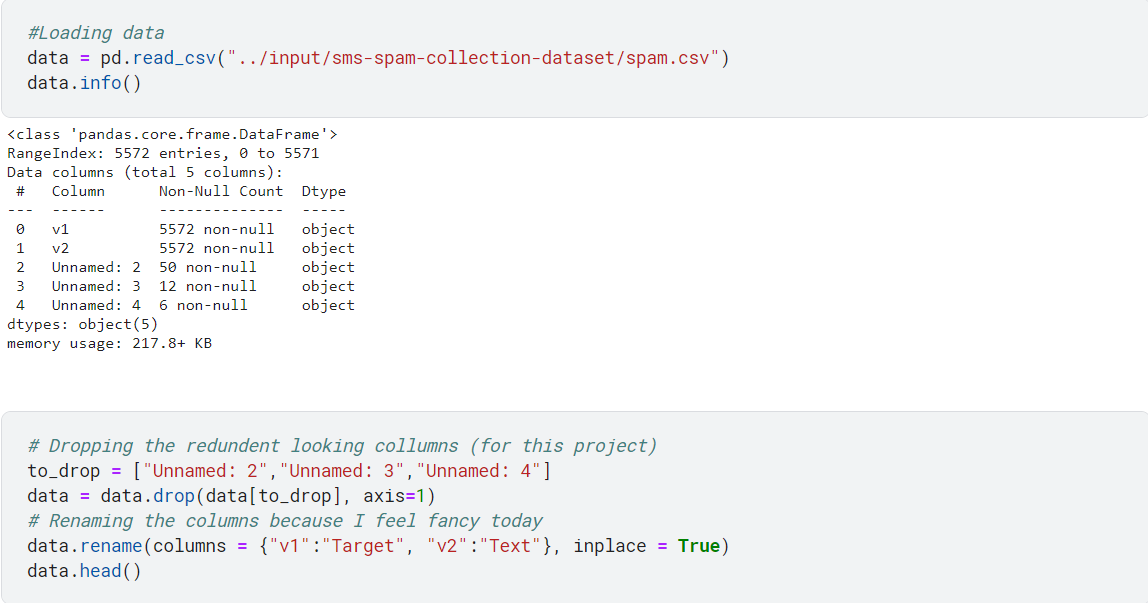 #Loading data
data = pd.read_csv("../input/sms-spam-collection-dataset/spam.csv")
data.info()
<class 'pandas.core.frame.DataFrame'>
RangeIndex: 5572 entries, 0 to 5571
Data columns (total 5 columns):
 #   Column      Non-Null Count  Dtype
---  ------      --------------  -----
 0   v1          5572 non-null   object
 1   v2          5572 non-null   object
 2   Unnamed: 2  50 non-null     object
 3   Unnamed: 3  12 non-null     object
 4   Unnamed: 4  6 non-null      object
dtypes: object(5)
memory usage: 217.8+ KB
# Dropping the redundent looking collumns (for this project)
to_drop = ["Unnamed: 2","Unnamed: 3","Unnamed: 4"]
data = data.drop(data[to_drop], axis=1)
# Renaming the columns because I feel fancy today
data.rename(columns = {"v1":"Target", "v2":"Text"}, inplace = True)
data.head()